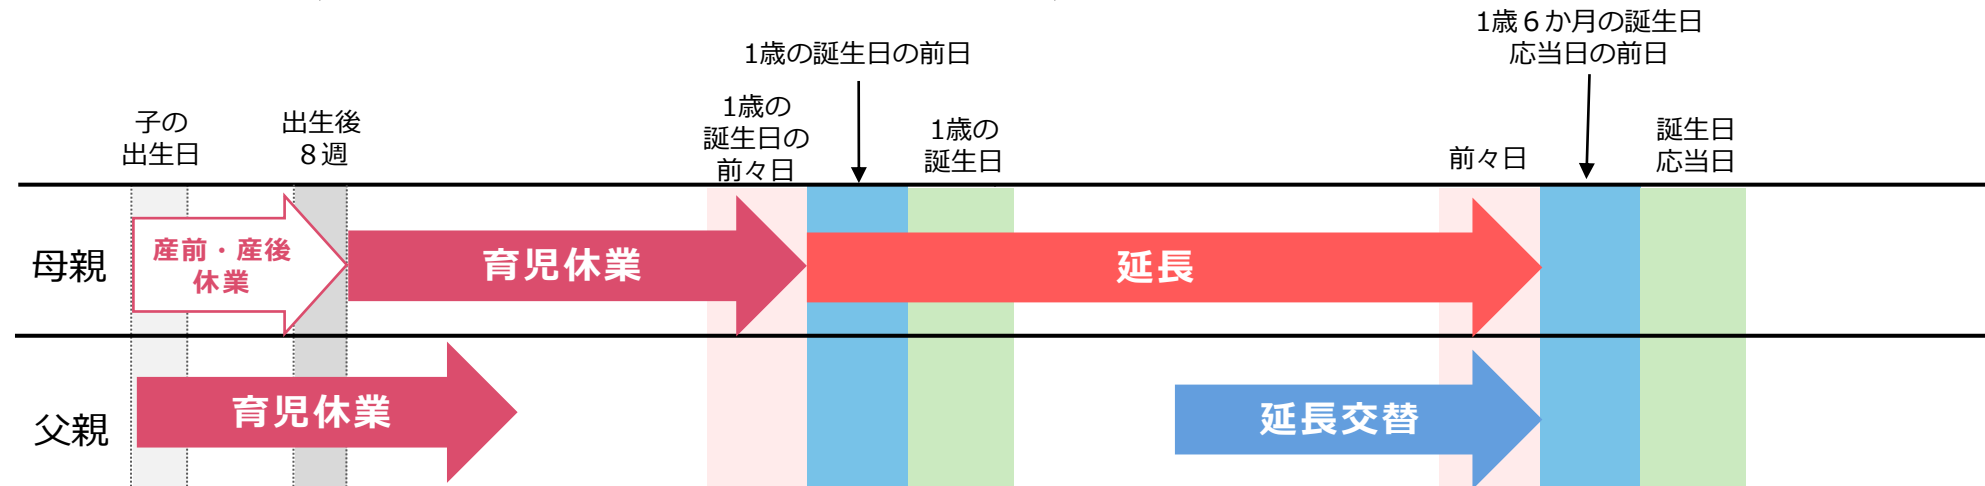 1歳6か月の誕生日
応当日の前日
1歳の誕生日の前日
子の
出生日
出生後
8週
1歳の
誕生日の
前々日
1歳の
誕生日
前々日
誕生日
応当日
母親
産前・産後
休業
育児休業
延長
父親
育児休業
延長交替